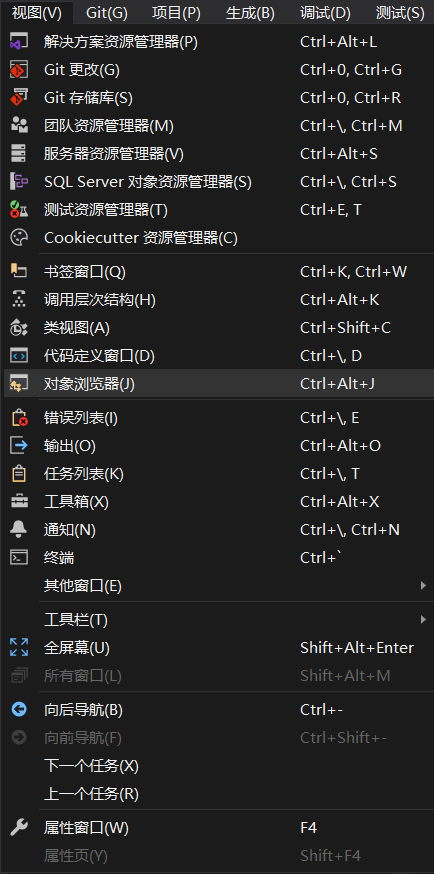 视图(V) Git(G) 项目(P) 生成(B) 调试(D) 测试(S)
解决方案资源管理器(P) Ctrl+Alt+L
Git 更改(G) Ctrl+0, Ctrl+G
Git 存储库(S) Ctrl+0, Ctrl+R
团队资源管理器(M) Ctrl+\, Ctrl+M
服务器资源管理器(V) Ctrl+Alt+S
SQL Server 对象资源管理器(S) Ctrl+\, Ctrl+S
测试资源管理器(T) Ctrl+E, T
Cookiecutter 资源管理器(C)
书签窗口(Q) Ctrl+K, Ctrl+W
调用层次结构(H) Ctrl+Alt+K
类视图(A) Ctrl+Shift+C
代码定义窗口(D) Ctrl+\, D
对象浏览器(J) Ctrl+Alt+J
错误列表(I) Ctrl+\, E
输出(O) Ctrl+Alt+O
任务列表(K) Ctrl+\, T
工具箱(X) Ctrl+Alt+X
通知(N) Ctrl+\, Ctrl+N
终端 Ctrl+`
其他窗口(E)
工具栏(T)
全屏幕(U) Shift+Alt+Enter
所有窗口(L) Shift+Alt+M
向后导航(B) Ctrl+-
向前导航(F) Ctrl+Shift+-
下一个任务(X)
上一个任务(R)
属性窗口(W) F4
属性页(Y) Shift+F4